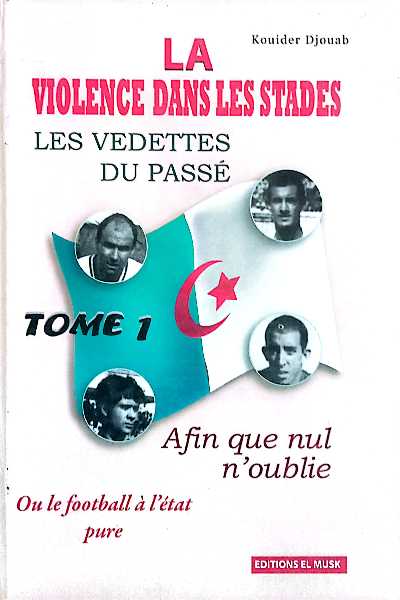 Kouider Djouab
LA
VIOLENCE DANS LES STADES
LES VEDETTES
DU PASSÉ
TOME 1
Afin que nul
n'oublie
Ou le football à l'état
pure
EDITIONS EL MUSK